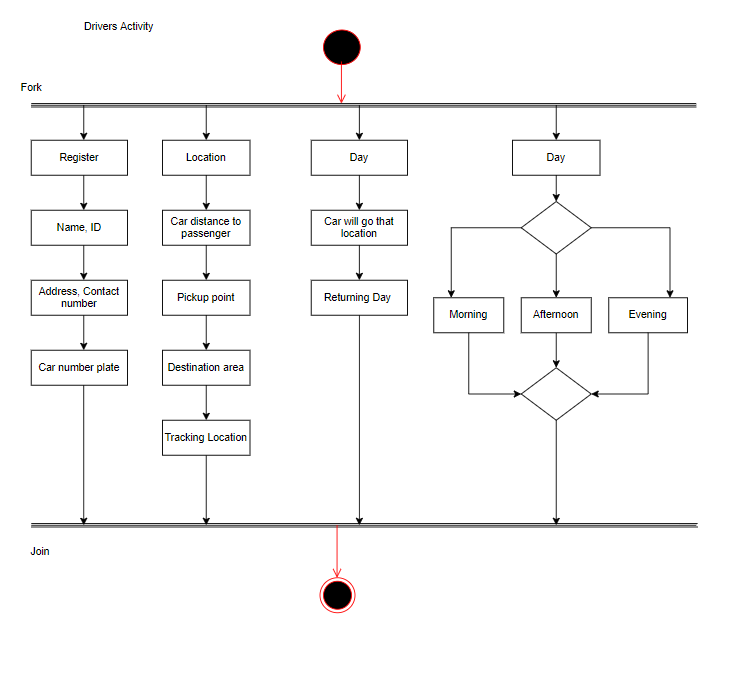 Drivers Activity
Fork
Register
Location
Day
Day
Name, ID
Car distance to
passenger
Car will go that
location
Address, Contact
number
Pickup point
Returning Day
Morning
Afternoon
Evening
Car number plate
Destination area
Tracking Location
Join